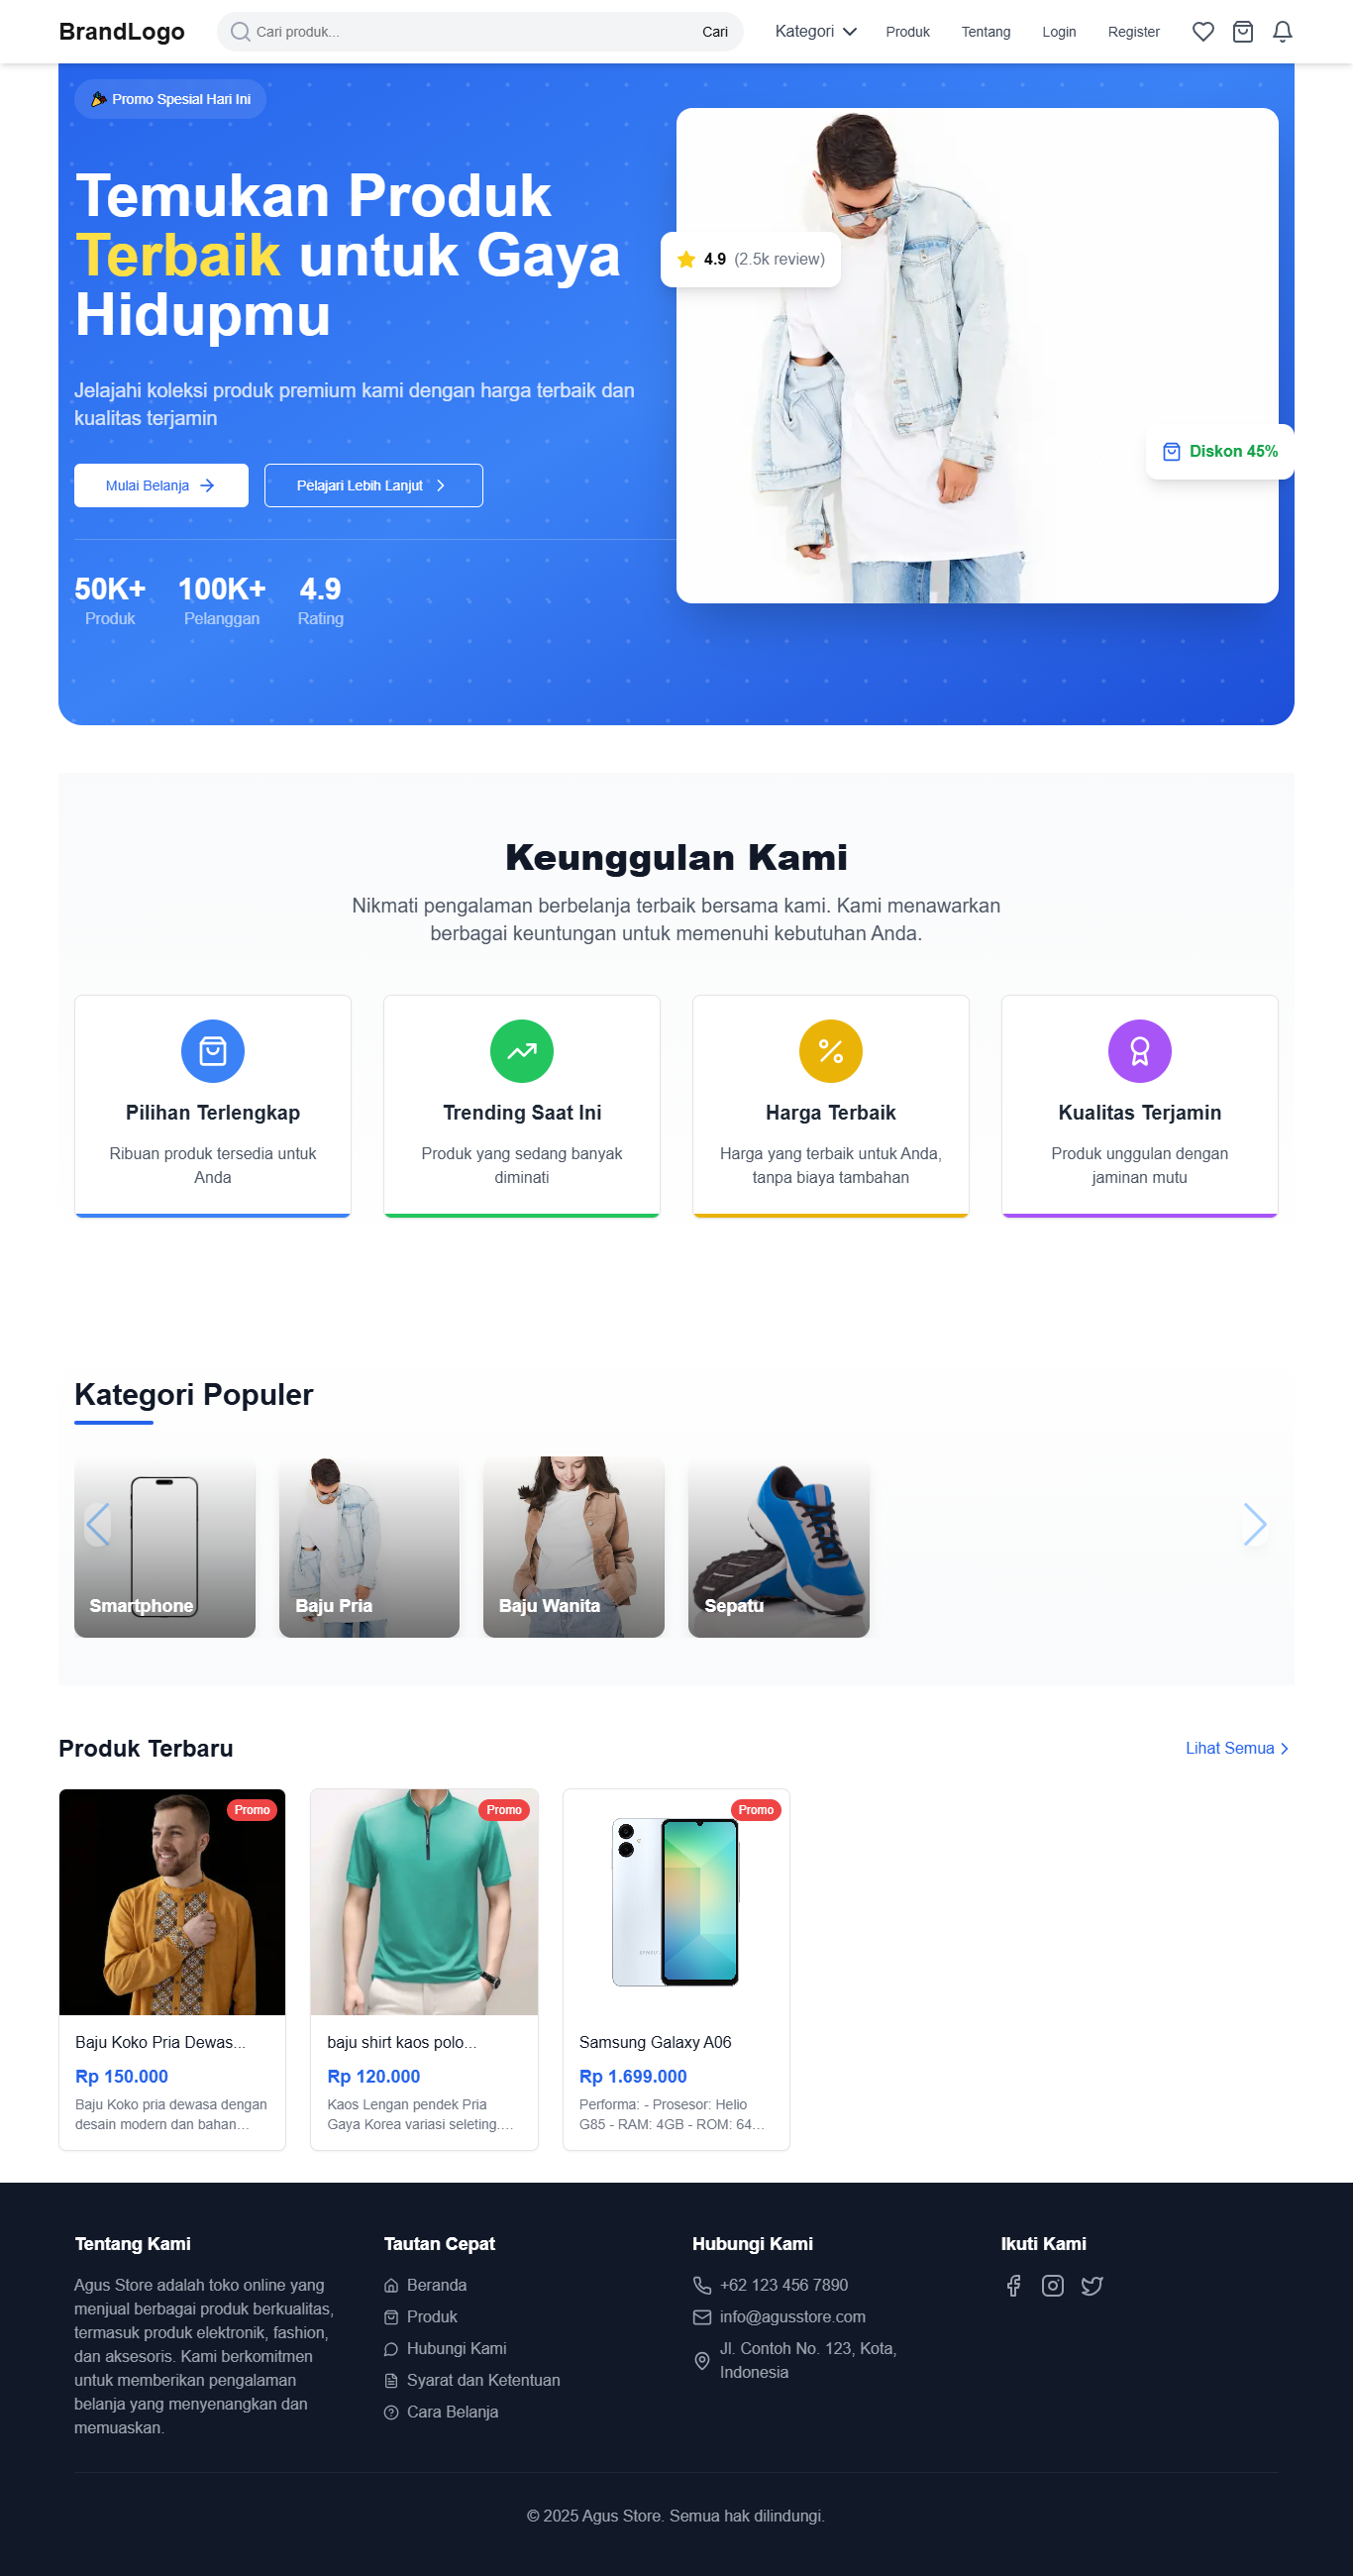 BrandLogo
Cari produk...
Cari
Kategori
Produk
Tentang
Login
Register
Promo Spesial Hari Ini
Temukan Produk
Terbaik untuk Gaya
Hidupmu
Jelajahi koleksi produk premium kami dengan harga terbaik dan
kualitas terjamin
Mulai Belanja
Pelajari Lebih Lanjut
50K+
Produk
100K+
Pelanggan
4.9
Rating
4.9 (2.5k review)
Diskon 45%
Keunggulan Kami
Nikmati pengalaman berbelanja terbaik bersama kami. Kami menawarkan
berbagai keuntungan untuk memenuhi kebutuhan Anda.
Pilihan Terlengkap
Ribuan produk tersedia untuk
Anda
Trending Saat Ini
Produk yang sedang banyak
diminati
Harga Terbaik
Harga yang terbaik untuk Anda,
tanpa biaya tambahan
Kualitas Terjamin
Produk unggulan dengan
jaminan mutu
Kategori Populer
Smartphone
Baju Pria
Baju Wanita
Sepatu
Produk Terbaru
Lihat Semua
Promo
Baju Koko Pria Dewas...
Rp 150.000
Baju Koko pria dewasa dengan
desain modern dan bahan...
Promo
baju shirt kaos polo...
Rp 120.000
Kaos Lengan pendek Pria
Gaya Korea variasi seleting....
Promo
Samsung Galaxy A06
Rp 1.699.000
Performa: - Prosesor: Helio
G85 - RAM: 4GB - ROM: 64...
Tentang Kami
Agus Store adalah toko online yang
menjual berbagai produk berkualitas,
termasuk produk elektronik, fashion,
dan aksesoris. Kami berkomitmen
untuk memberikan pengalaman
belanja yang menyenangkan dan
memuaskan.
Tautan Cepat
Beranda
Produk
Hubungi Kami
Syarat dan Ketentuan
Cara Belanja
Hubungi Kami
+62 123 456 7890
info@agusstore.com
Jl. Contoh No. 123, Kota,
Indonesia
Ikuti Kami
© 2025 Agus Store. Semua hak dilindungi.